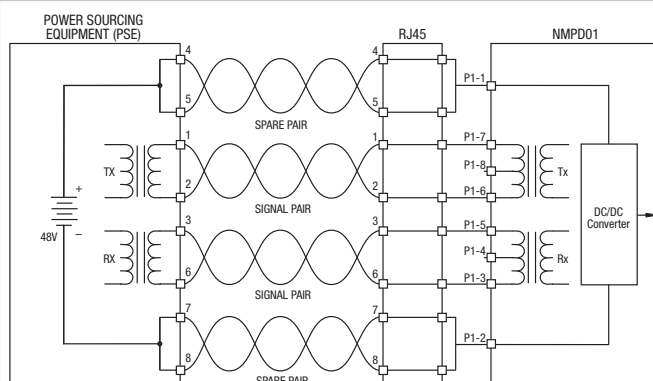 POWER SOURCING
EQUIPMENT (PSE)
RJ45
NMPD01
4
4
P1-1
5
5
SPARE PAIR
1
1
P1-7
TX
P1-8
Tx
2
2
P1-6
SIGNAL PAIR
+
48V
–
DC/DC
Converter
3
3
P1-5
RX
P1-4
Rx
6
6
P1-3
SIGNAL PAIR
7
7
P1-2
8
8
SPARE PAIR